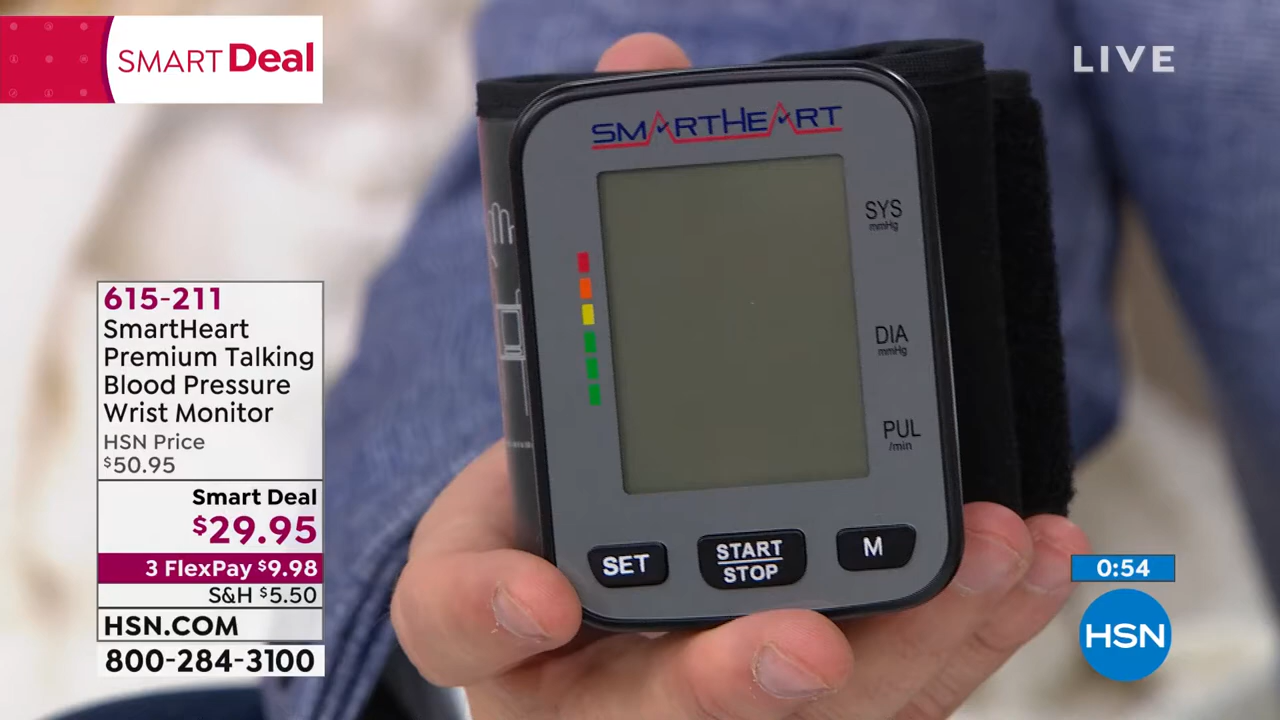 SMART Deal
LIVE
SMARTHEART
SYS
mmHg
DIA
mmHg
PUL
/min
SET
START
STOP
M
615-211
SmartHeart
Premium Talking
Blood Pressure
Wrist Monitor
HSN Price
$50.95
Smart Deal
$29.95
3 FlexPay $9.98
S&H $5.50
HSN.COM
800-284-3100
0:54
HSN